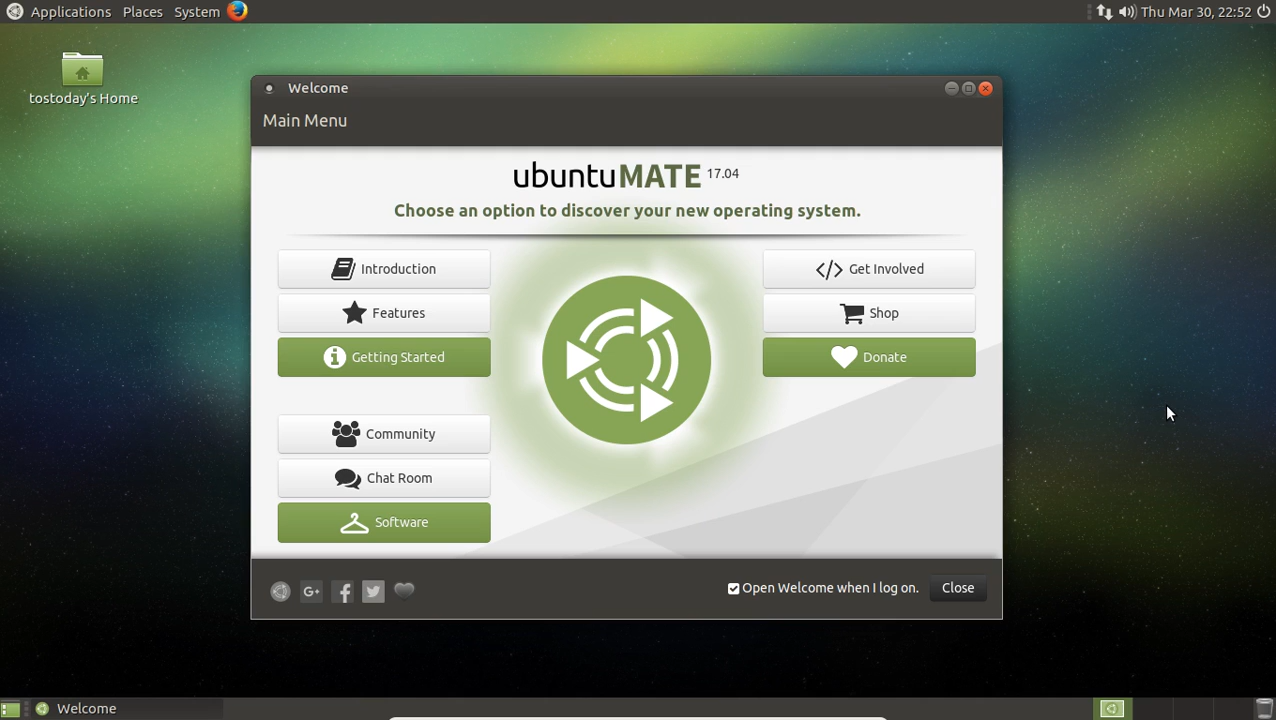 Applications Places System
Thu Mar 30, 22:52
tostoday's Home
Welcome
Main Menu
ubuntuMATE 17.04
Choose an option to discover your new operating system.
Introduction
Get Involved
Features
Shop
Getting Started
Donate
Community
Chat Room
Software
G+
Open Welcome when I log on.
Close
Welcome